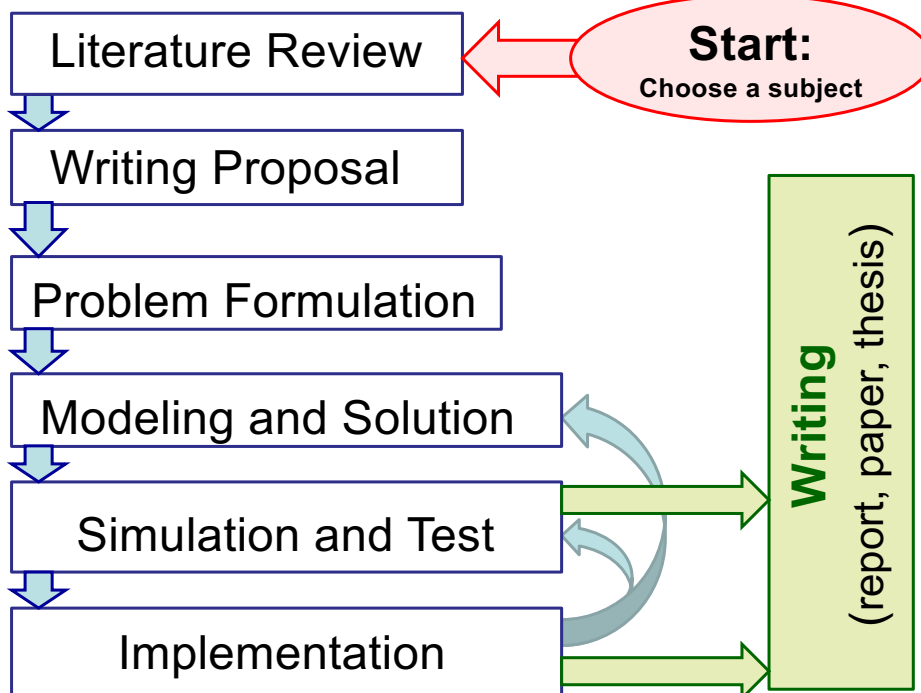 Start:
Choose a subject
Literature Review
Writing Proposal
Problem Formulation
Modeling and Solution
Simulation and Test
Implementation
Writing
(report, paper, thesis)